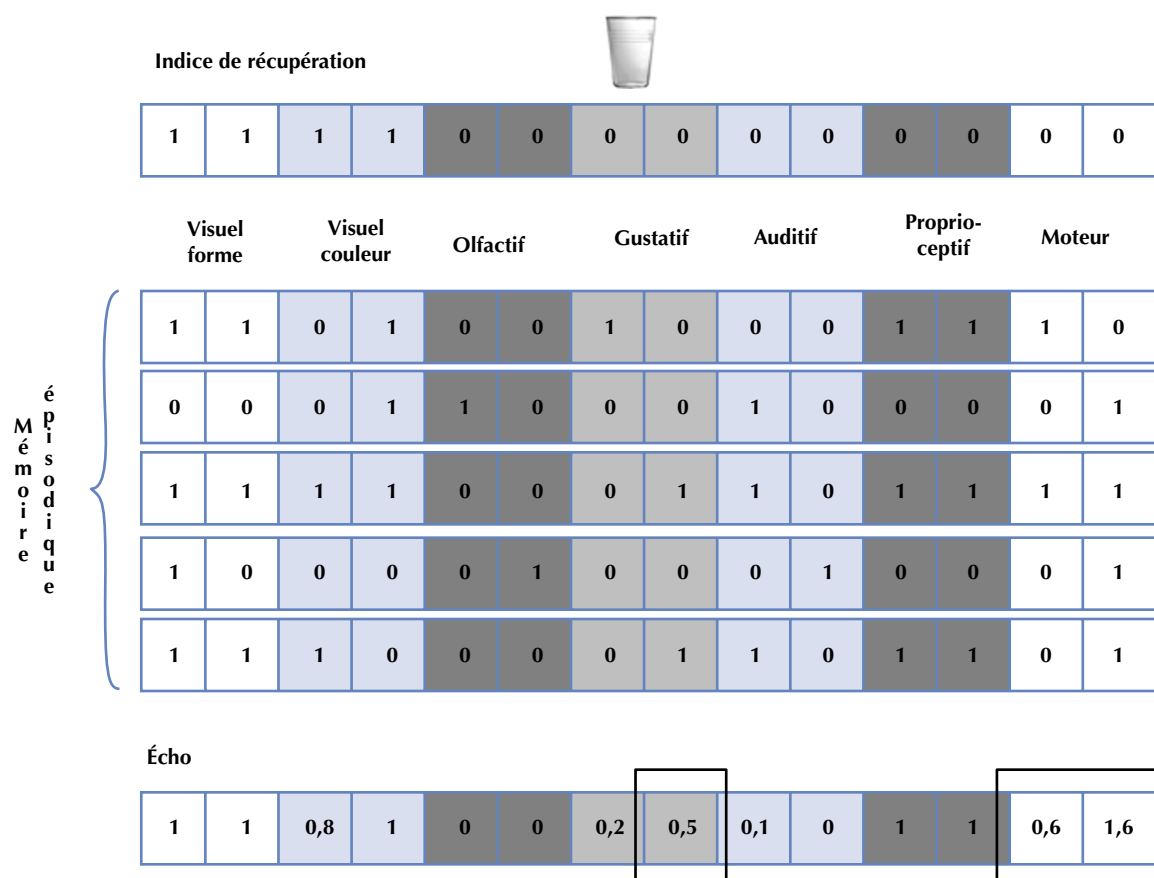 Indice de récupération
1 1 1 1 0 0 0 0 0 0 0 0 0 0
Visuel
forme
Visuel
couleur
Olfactif
Gustatif
Auditif
Proprio-
ceptif
Moteur
Mémoire
épisodique
1 1 0 1 0 0 1 0 0 0 1 1 1 0
0 0 0 1 1 0 0 0 1 0 0 0 0 1
1 1 1 1 0 0 0 1 1 0 1 1 1 1
1 0 0 0 0 1 0 0 0 1 0 0 0 1
1 1 1 0 0 0 0 1 1 0 1 1 0 1
Écho
1 1 0,8 1 0 0 0,2 0,5 0,1 0 1 1 0,6 1,6